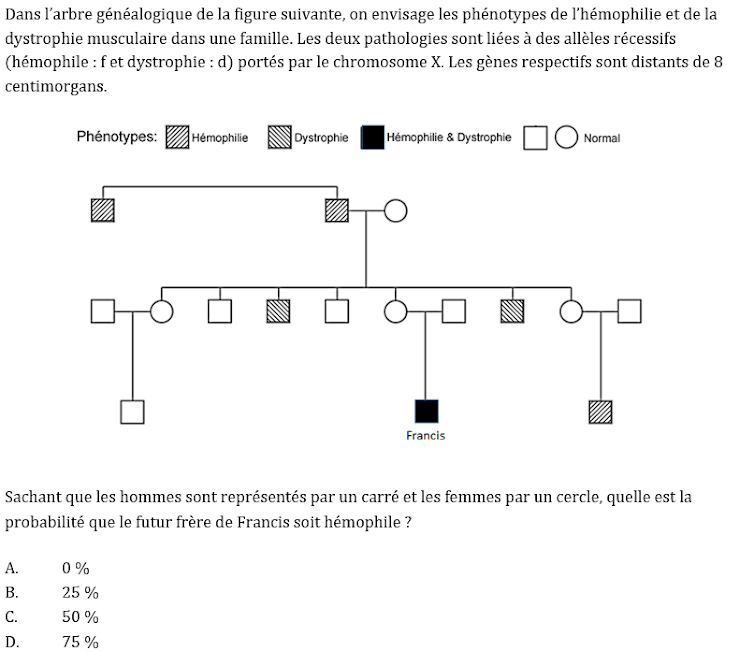 Dans l'arbre généalogique de la figure suivante, on envisage les phénotypes de l'hémophilie et de la
dystrophie musculaire dans une famille. Les deux pathologies sont liées à des allèles récessifs
(hémophile : f et dystrophie : d) portés par le chromosome X. Les gènes respectifs sont distants de 8
centimorgans.
Phénotypes: Hémophilie Dystrophie Hémophilie & Dystrophie Normal
Francis
Sachant que les hommes sont représentés par un carré et les femmes par un cercle, quelle est la
probabilité que le futur frère de Francis soit hémophile ?
A. 0 %
B. 25 %
C. 50 %
D. 75 %